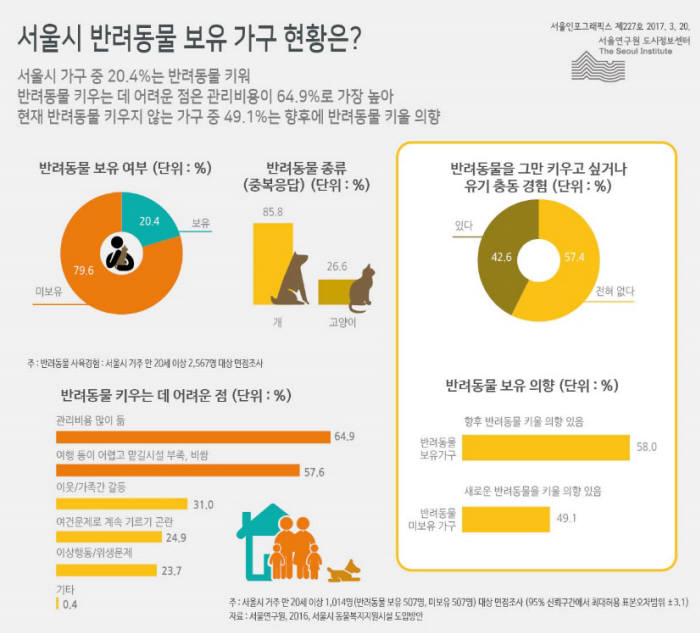 서울시 반려동물 보유 가구 현황은?
서울인포그래픽스 제227호 2017. 3, 20,
서울연구원 도시정보센터
The Seoul Institute
서울시 가구 중 20.4%는 반려동물 키워
반려동물 키우는 데 어려운 점은 관리비용이 64.9%로 가장 높아
현재 반려동물 키우지 않는 가구 중 49.1%는 향후에 반려동물 키울 의향
반려동물 보유 여부 (단위 : %)
20.4
보유
79.6
미보유
반려동물 종류
(중복응답) (단위 : %)
85.8
26.6
개
고양이
반려동물을 그만 키우고 싶거나
유기 충동 경험 (단위 : %)
있다
42.6
57.4
전혀 없다
주 : 반려동물 사육경험 : 서울시 거주 만 20세 이상 2,567명 대상 면접조사
반려동물 키우는 데 어려운 점 (단위 : %)
관리비용 많이 듦
64.9
여행 등이 어렵고 맡길시설 부족, 비쌈
57.6
이웃/가족간 갈등
31,0
여건문제로 계속 기르기 곤란
24,9
이상행동/위생문제
23,7
기타
0,4
반려동물 보유 의향 (단위 : %)
향후 반려동물 키울 의향 있음
반려동물
보유가구
58.0
새로운 반려동물을 키울 의향 있음
반려동물
미보유 가구
49.1
주 : 서울시 거주 만 20세 이상 1,014명(반려동물 보유 507명, 미보유 507명) 대상 면접조사 (95% 신뢰구간에서 최대허용 표본오차범위 ±3.1)
자료 : 서울연구원, 2016, 서울시 동물복지지원시설 도입방안